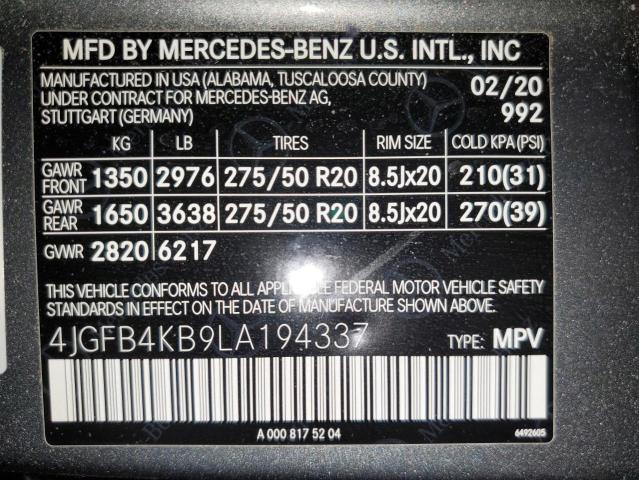 MFD BY MERCEDES-BENZ U.S. INTL., INC
MANUFACTURED IN USA (ALABAMA, TUSCALOOSA COUNTY) 02/20
UNDER CONTRACT FOR MERCEDES-BENZ AG,
STUTTGART (GERMANY) 992
KG LB TIRES RIM SIZE COLD KPA (PSI)
GAWR FRONT 1350 2976 275/50 R20 8.5Jx20 210(31)
GAWR REAR 1650 3638 275/50 R20 8.5Jx20 270(39)
GVWR 2820 6217
THIS VEHICLE CONFORMS TO ALL APPLICABLE FEDERAL MOTOR VEHICLE SAFETY
STANDARDS IN EFFECT ON THE DATE OF MANUFACTURE SHOWN ABOVE.
4JGFB4KB9LA194337 TYPE: MPV
A 000 817 52 04 6492605